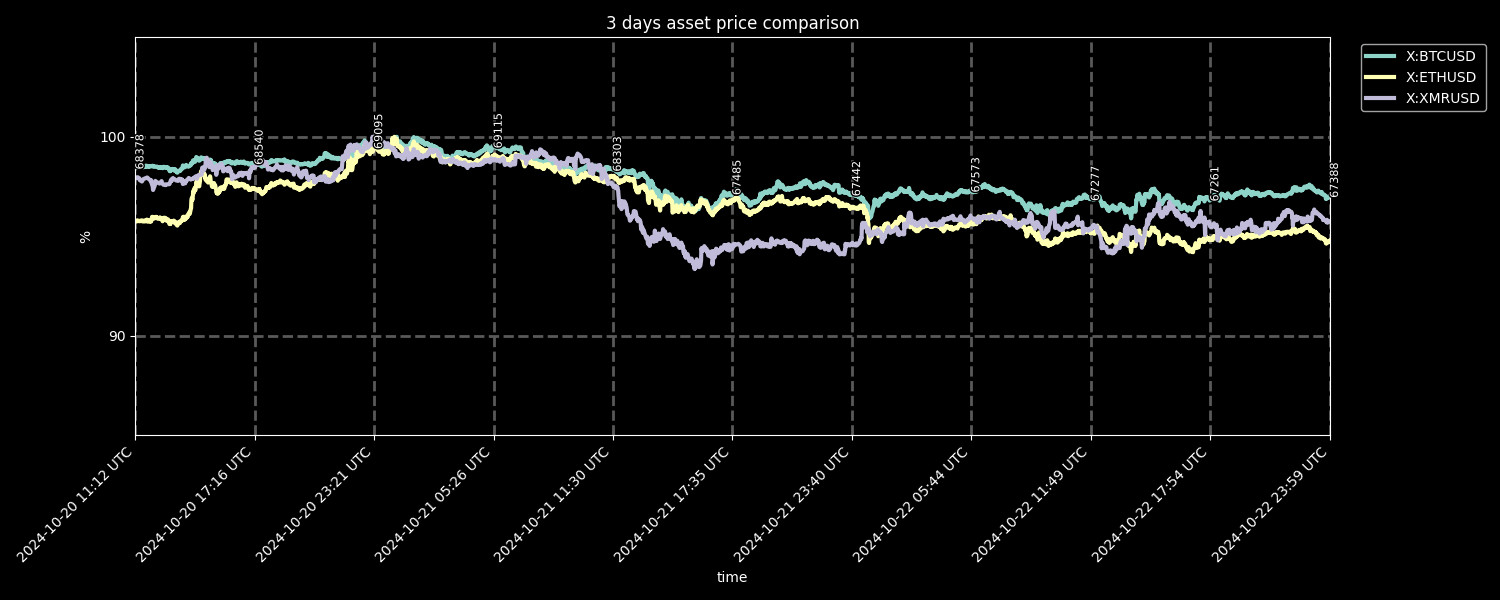 3 days asset price comparison
X:BTCUSD
X:ETHUSD
X:XMRUSD
%
100
90
68378
68540
69095
69115
68303
67485
67442
67573
67277
67261
67388
2024-10-20 11:12 UTC
2024-10-20 17:16 UTC
2024-10-20 23:21 UTC
2024-10-21 05:26 UTC
2024-10-21 11:30 UTC
2024-10-21 17:35 UTC
2024-10-21 23:40 UTC
2024-10-22 05:44 UTC
2024-10-22 11:49 UTC
2024-10-22 17:54 UTC
2024-10-22 23:59 UTC
time